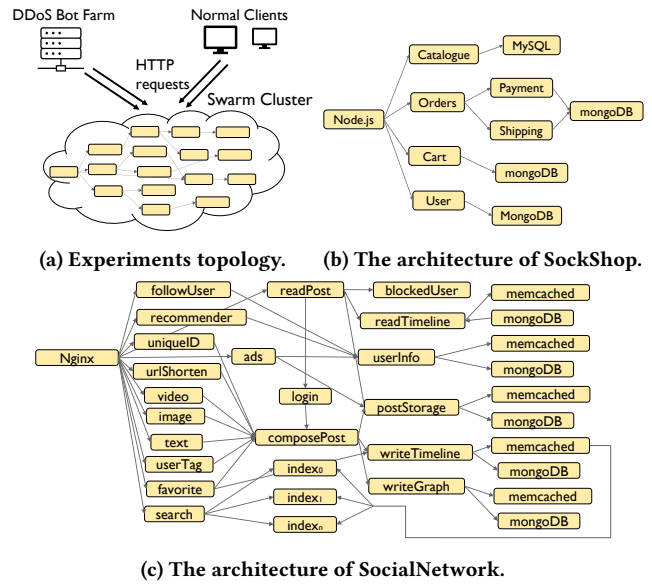 DDoS Bot Farm
Normal Clients
HTTP
requests
Swarm Cluster
(a) Experiments topology.
Node.js
Catalogue
MySQL
Orders
Payment
Shipping
mongoDB
Cart
mongoDB
User
MongoDB
(b) The architecture of SockShop.
followUser
readPost
blockedUser
memcached
recommender
readTimeline
mongoDB
uniqueID
memcached
Nginx
ads
userInfo
urlShorten
mongoDB
video
login
memcached
image
postStorage
mongoDB
text
composePost
memcached
userTag
writeTimeline
index₀
mongoDB
favorite
writeGraph
memcached
index₁
search
mongoDB
indexₙ
(c) The architecture of SocialNetwork.